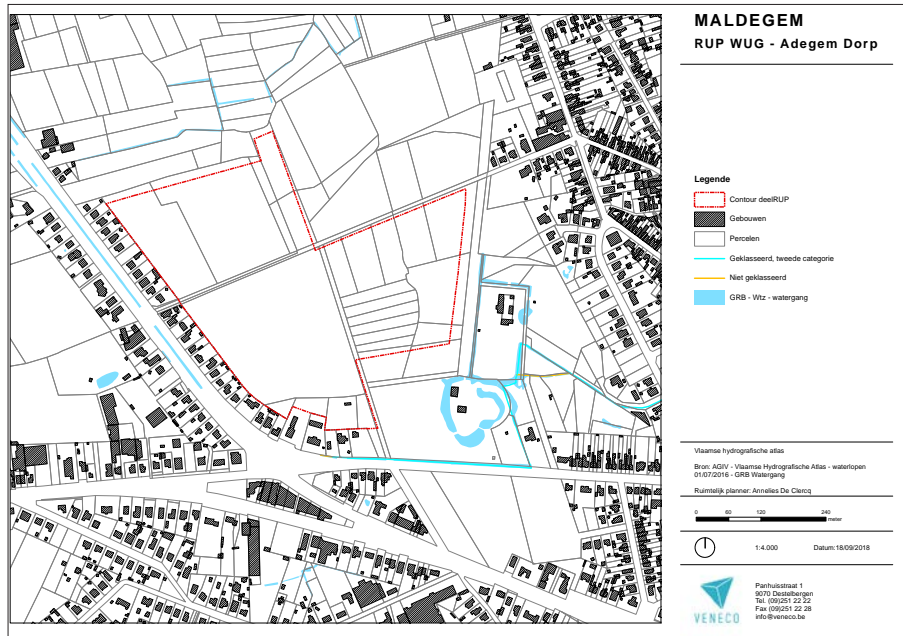 MALDEGEM
RUP WUG - Adegem Dorp
Legende
Contour deelRUP
Gebouwen
Percelen
Geklasseerd, tweede categorie
Niet geklasseerd
GRB - Wtz - watergang
Vlaamse hydrografische atlas
Bron: AGIV - Vlaamse Hydrografische Atlas - waterlopen
01/07/2016 - GRB Watergang
Ruimtelijk planner: Annelies De Clercq
0 60 120 240
meter
1:4.000 Datum:18/09/2018
VENECO
Panhuisstraat 1
9070 Destelbergen
Tel. (09)251 22 22
Fax (09)251 22 28
info@veneco.be